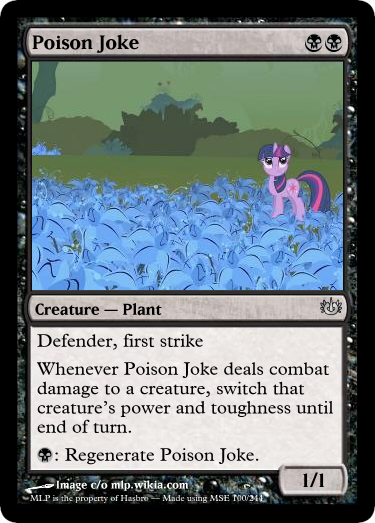 Poison Joke
Creature — Plant
Defender, first strike
Whenever Poison Joke deals combat
damage to a creature, switch that
creature's power and toughness until
end of turn.
: Regenerate Poison Joke.
1/1
Image c/o mlp.wikia.com
MLP is the property of Hasbro — Made using MSE 100/244